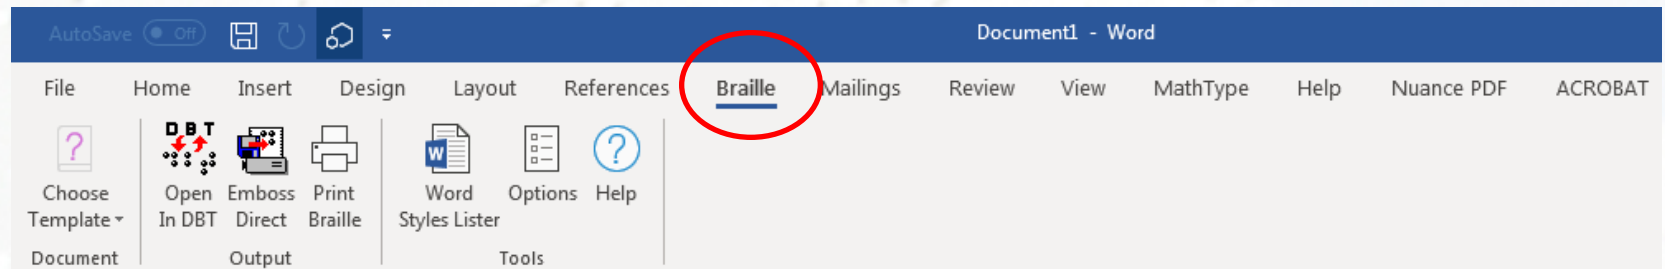 AutoSave Off Document1 - Word
File Home Insert Design Layout References Braille Mailings Review View MathType Help Nuance PDF ACROBAT
? DBT W ?
Choose Open Emboss Print Word Options Help
Template In DBT Direct Braille Styles Lister
Document Output Tools